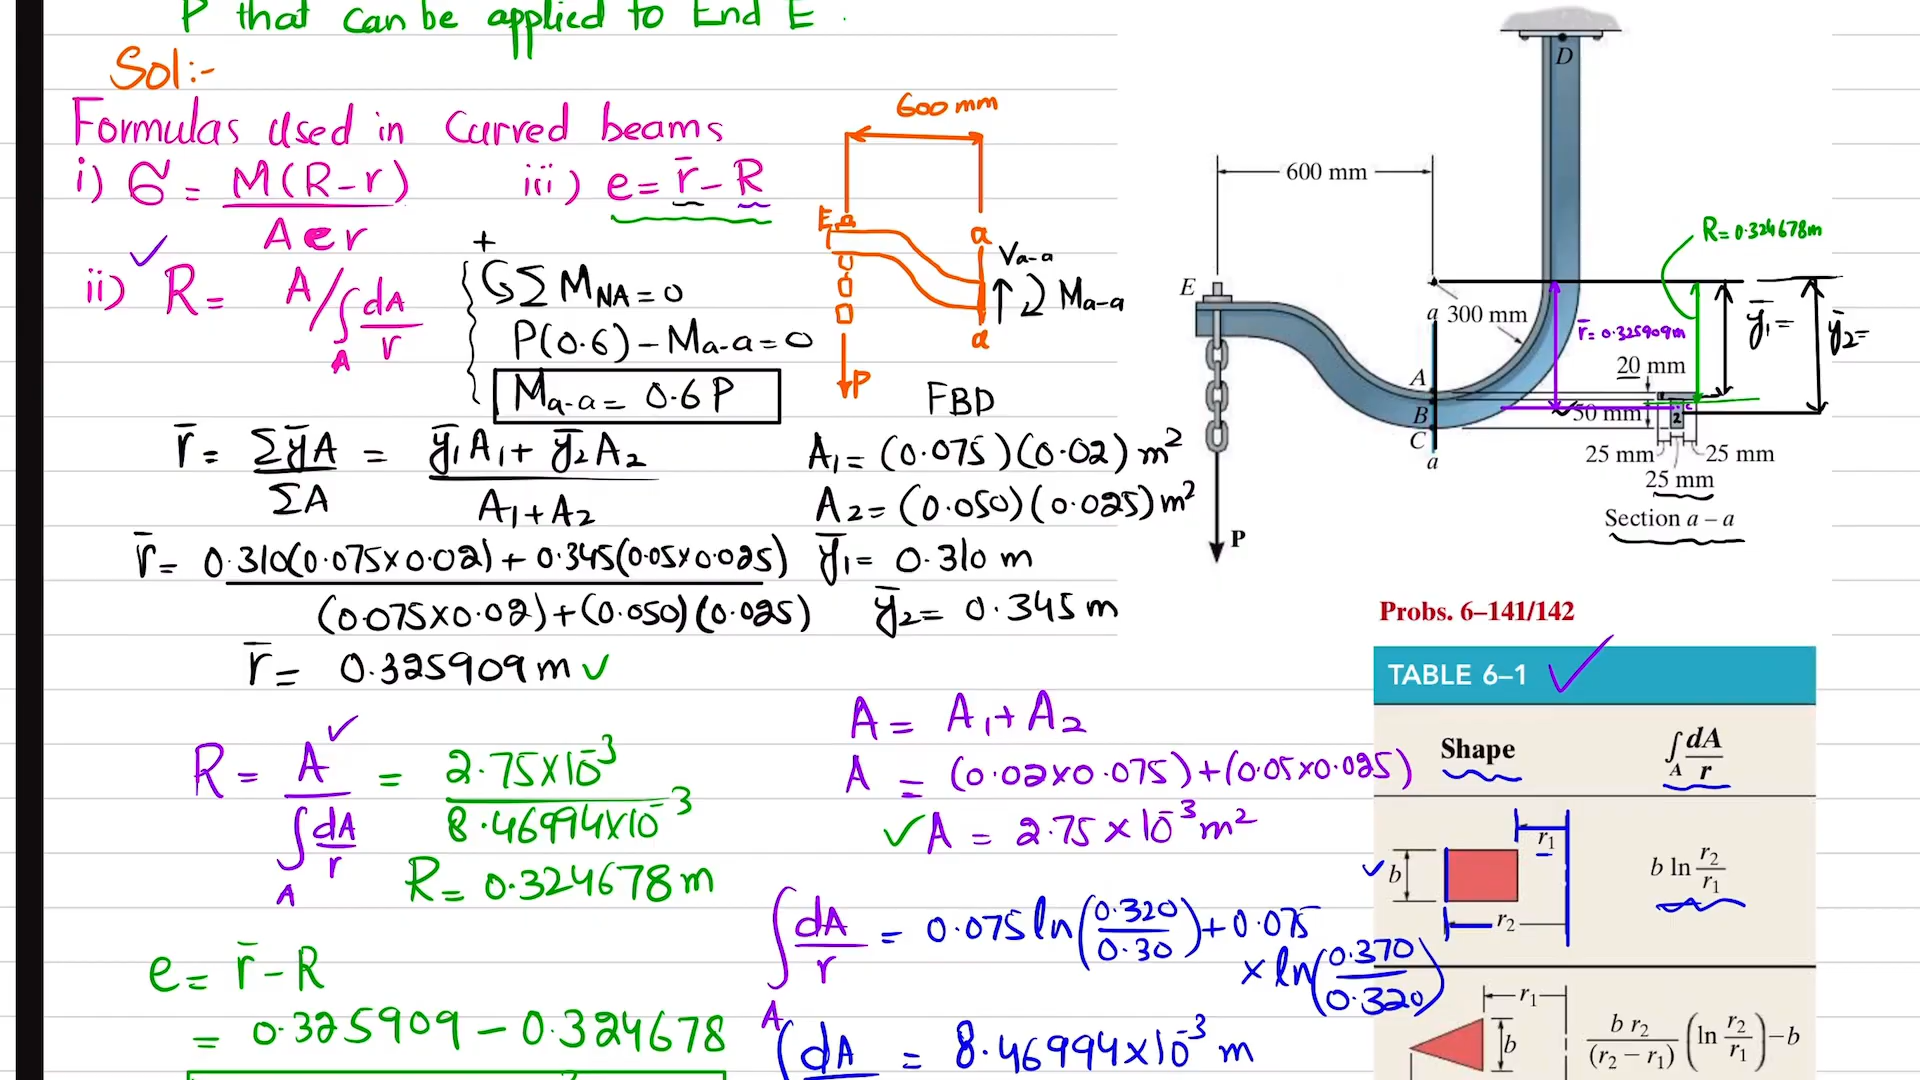 P that can be applied to End E.
Sol:-
Formulas used in Curved beams
i) σ = M(R-r)
A e r
iii) e = r̄ - R
ii) R = A/∫A dA/r
+
↺ ΣM NA = 0
P(0.6) - Ma-a = 0
Ma-a = 0.6 P
600 mm
E
a
a
Va-a
Ma-a
a
P
FBD
r̄ = ΣȳA / ΣA = ȳ1A1 + ȳ2A2 / A1 + A2
A1 = (0.075)(0.02) m²
A2 = (0.050)(0.025) m²
r̄ = 0.310(0.075×0.02) + 0.345(0.05×0.025)
(0.075×0.02) + (0.050)(0.025)
ȳ1 = 0.310 m
ȳ2 = 0.345 m
r̄ = 0.325909 m ✓
R = A / ∫A dA/r = 2.75×10⁻³ / 8.46994×10⁻³
R = 0.324678 m
e = r̄ - R
= 0.325909 - 0.324678
A = A1 + A2
A = (0.02×0.075) + (0.05×0.025)
✓ A = 2.75 × 10⁻³ m²
∫A dA/r = 0.075 ln(0.320/0.30) + 0.075
× ln(0.370/0.320)
∫ dA = 8.46994×10⁻³ m
D
600 mm
R = 0.324678m
E
a
300 mm
r̄ = 0.325909m
ȳ1 =
ȳ2 =
A
20 mm
B
50 mm
2
C
a
25 mm
25 mm
25 mm
Section a – a
P
Probs. 6–141/142
TABLE 6–1
Shape
∫A dA/r
r1
b
r2
b ln r2/r1
r1
b
b r2/(r2 – r1) (ln r2/r1) – b